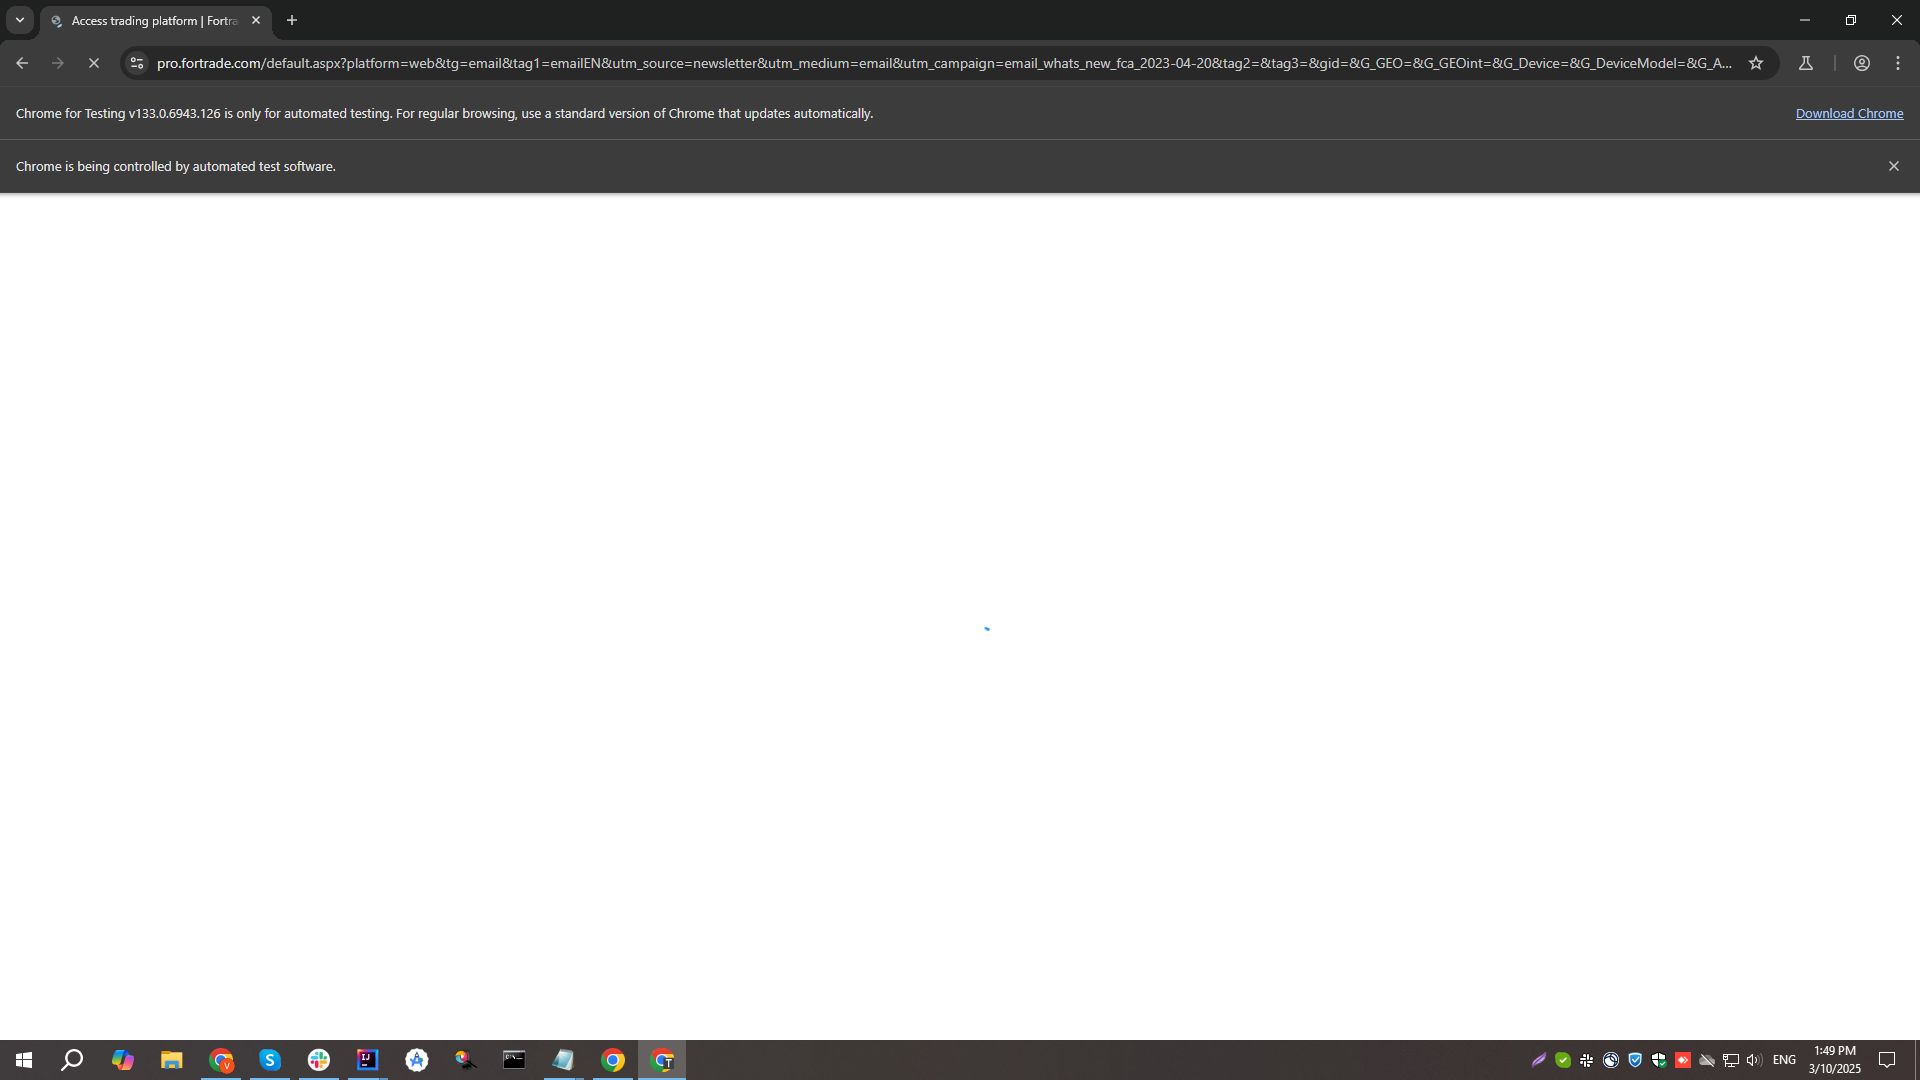 Access trading platform | Fortra
pro.fortrade.com/default.aspx?platform=web&tg=email&tag1=emailEN&utm_source=newsletter&utm_medium=email&utm_campaign=email_whats_new_fca_2023-04-20&tag2=&tag3=&gid=&G_GEO=&G_GEOint=&G_Device=&G_DeviceModel=&G_A...
Chrome for Testing v133.0.6943.126 is only for automated testing. For regular browsing, use a standard version of Chrome that updates automatically.
Download Chrome
Chrome is being controlled by automated test software.
ENG
1:49 PM
3/10/2025